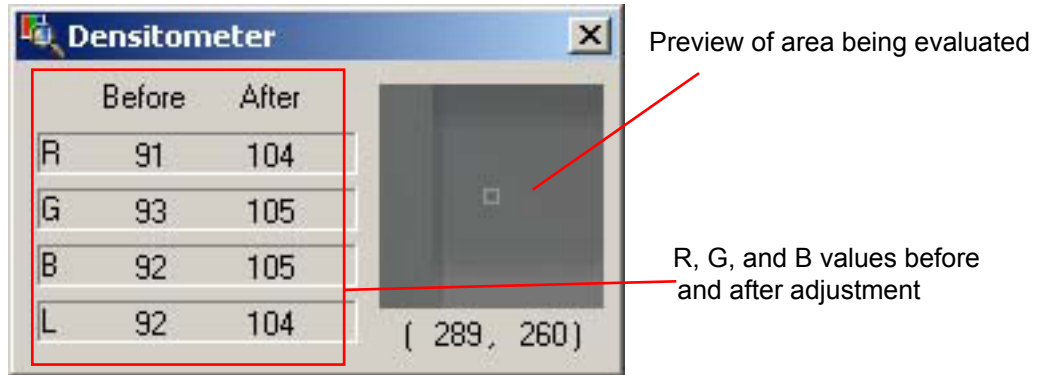 Densitometer
Preview of area being evaluated
Before After
R 91 104
G 93 105
B 92 105
L 92 104
( 289, 260)
R, G, and B values before
and after adjustment